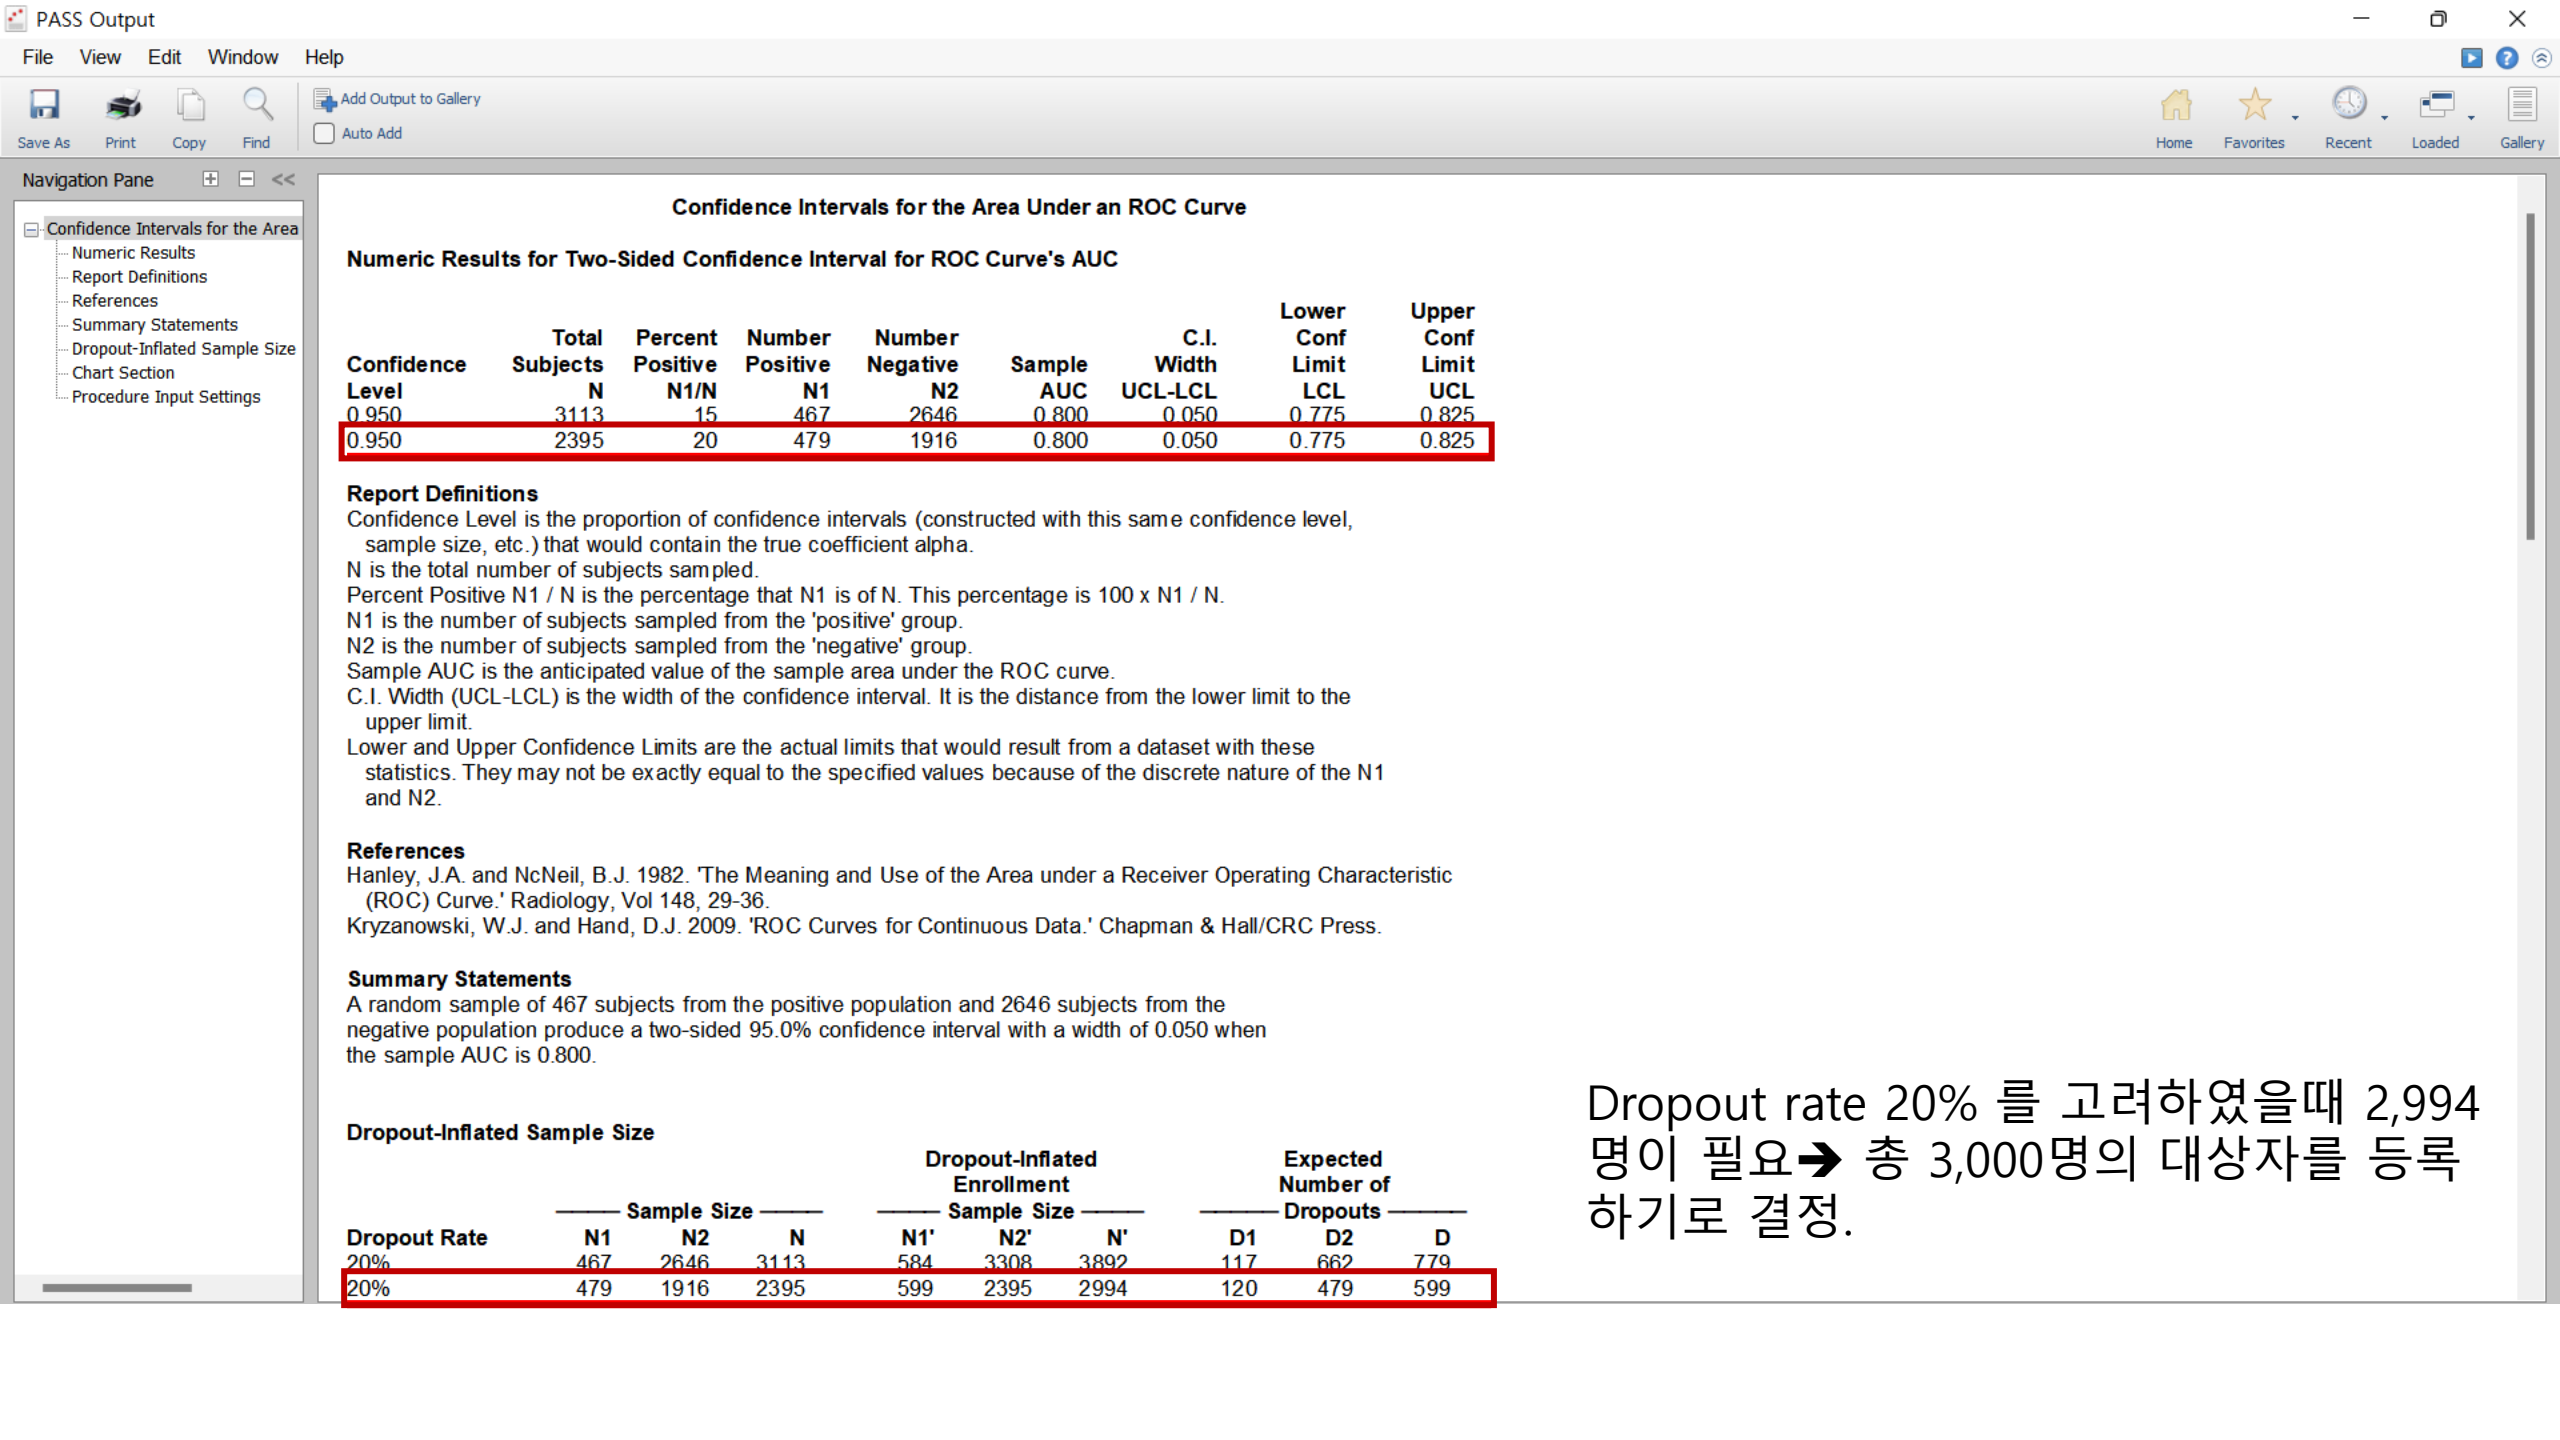 PASS Output
File View Edit Window Help
Save As Print Copy Find
Add Output to Gallery
Auto Add
Home Favorites Recent Loaded Gallery
Navigation Pane
Confidence Intervals for the Area
Numeric Results
Report Definitions
References
Summary Statements
Dropout-Inflated Sample Size
Chart Section
Procedure Input Settings
Confidence Intervals for the Area Under an ROC Curve
Numeric Results for Two-Sided Confidence Interval for ROC Curve's AUC
Lower Upper
Total Percent Number Number C.I. Conf Conf
Confidence Subjects Positive Positive Negative Sample Width Limit Limit
Level N N1/N N1 N2 AUC UCL-LCL LCL UCL
0.950 3113 15 467 2646 0.800 0.050 0.775 0.825
0.950 2395 20 479 1916 0.800 0.050 0.775 0.825
Report Definitions
Confidence Level is the proportion of confidence intervals (constructed with this same confidence level,
sample size, etc.) that would contain the true coefficient alpha.
N is the total number of subjects sampled.
Percent Positive N1 / N is the percentage that N1 is of N. This percentage is 100 x N1 / N.
N1 is the number of subjects sampled from the 'positive' group.
N2 is the number of subjects sampled from the 'negative' group.
Sample AUC is the anticipated value of the sample area under the ROC curve.
C.I. Width (UCL-LCL) is the width of the confidence interval. It is the distance from the lower limit to the
upper limit.
Lower and Upper Confidence Limits are the actual limits that would result from a dataset with these
statistics. They may not be exactly equal to the specified values because of the discrete nature of the N1
and N2.
References
Hanley, J.A. and NcNeil, B.J. 1982. 'The Meaning and Use of the Area under a Receiver Operating Characteristic
(ROC) Curve.' Radiology, Vol 148, 29-36.
Kryzanowski, W.J. and Hand, D.J. 2009. 'ROC Curves for Continuous Data.' Chapman & Hall/CRC Press.
Summary Statements
A random sample of 467 subjects from the positive population and 2646 subjects from the
negative population produce a two-sided 95.0% confidence interval with a width of 0.050 when
the sample AUC is 0.800.
Dropout-Inflated Sample Size
Dropout-Inflated Expected
Enrollment Number of
Sample Size Sample Size Dropouts
Dropout Rate N1 N2 N N1' N2' N' D1 D2 D
20% 467 2646 3113 584 3308 3892 117 662 779
20% 479 1916 2395 599 2395 2994 120 479 599
Dropout rate 20% 를 고려하였을때 2,994
명이 필요➔ 총 3,000명의 대상자를 등록
하기로 결정.